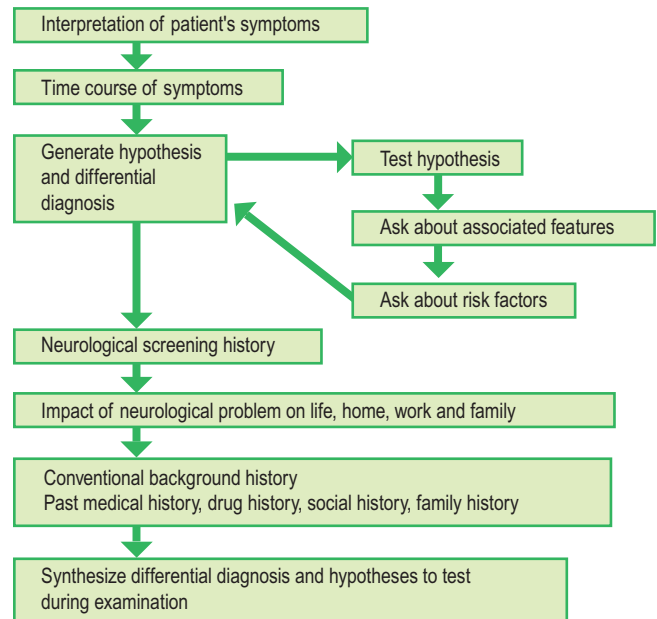 Interpretation of patient's symptoms
Time course of symptoms
Generate hypothesis
and differential
diagnosis
Test hypothesis
Ask about associated features
Ask about risk factors
Neurological screening history
Impact of neurological problem on life, home, work and family
Conventional background history
Past medical history, drug history, social history, family history
Synthesize differential diagnosis and hypotheses to test
during examination